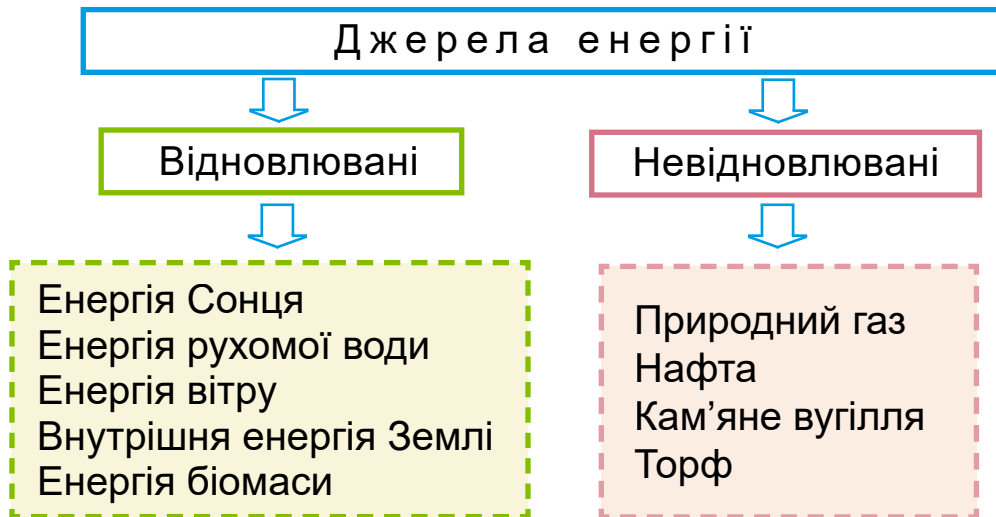 Джерела енергії
Відновлювані
Невідновлювані
Енергія Сонця
Енергія рухомої води
Енергія вітру
Внутрішня енергія Землі
Енергія біомаси
Природний газ
Нафта
Кам’яне вугілля
Торф